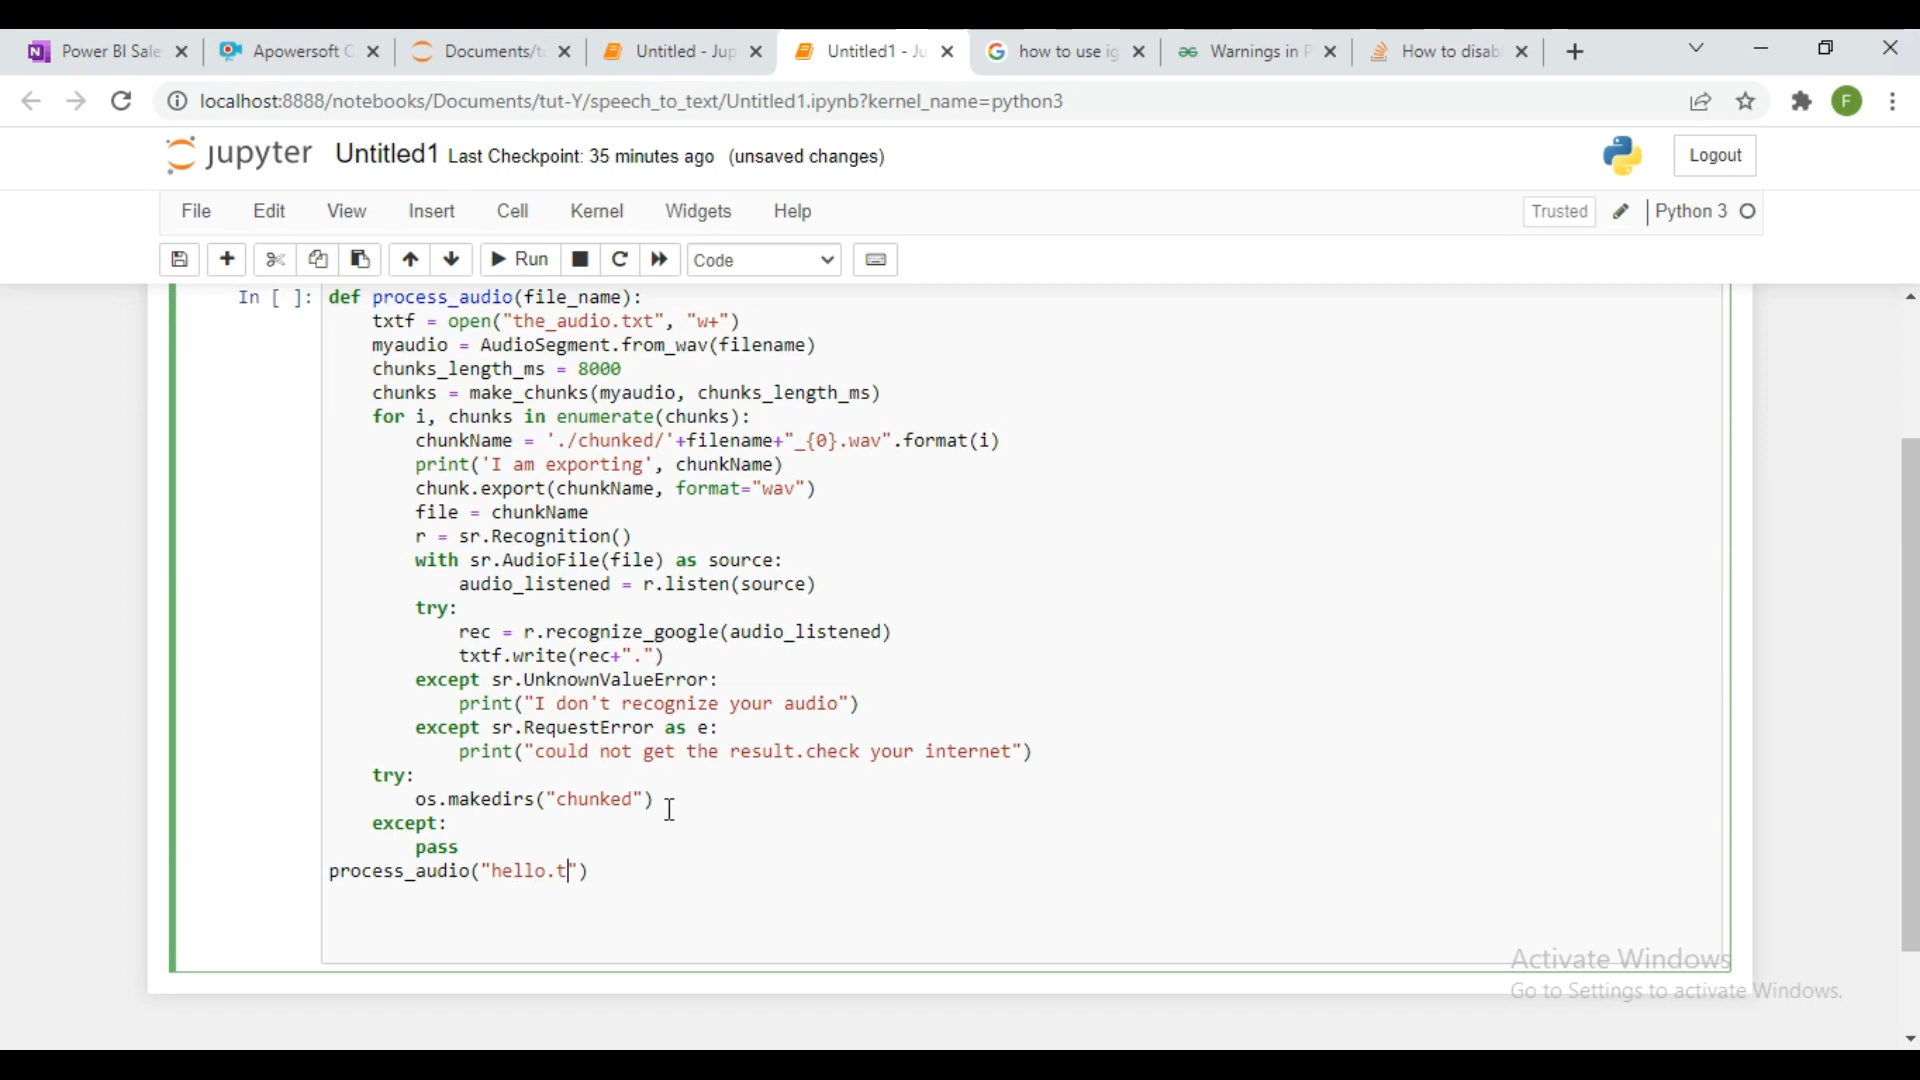 Power BI Sale
Apowersoft C
Documents/tu
Untitled - Jup
Untitled1 - Ju
how to use ig
Warnings in P
How to disab
localhost:8888/notebooks/Documents/tut-Y/speech_to_text/Untitled1.ipynb?kernel_name=python3
F
jupyter Untitled1 Last Checkpoint: 35 minutes ago (unsaved changes)
Logout
File Edit View Insert Cell Kernel Widgets Help
Trusted Python 3
Run Code
In [ ]: def process_audio(file_name):
    txtf = open("the_audio.txt", "w+")
    myaudio = AudioSegment.from_wav(filename)
    chunks_length_ms = 8000
    chunks = make_chunks(myaudio, chunks_length_ms)
    for i, chunks in enumerate(chunks):
        chunkName = './chunked/'+filename+"_{0}.wav".format(i)
        print('I am exporting', chunkName)
        chunk.export(chunkName, format="wav")
        file = chunkName
        r = sr.Recognition()
        with sr.AudioFile(file) as source:
            audio_listened = r.listen(source)
        try:
            rec = r.recognize_google(audio_listened)
            txtf.write(rec+".")
        except sr.UnknownValueError:
            print("I don't recognize your audio")
        except sr.RequestError as e:
            print("could not get the result.check your internet")
    try:
        os.makedirs("chunked")
    except:
        pass
process_audio("hello.t")
Activate Windows
Go to Settings to activate Windows.